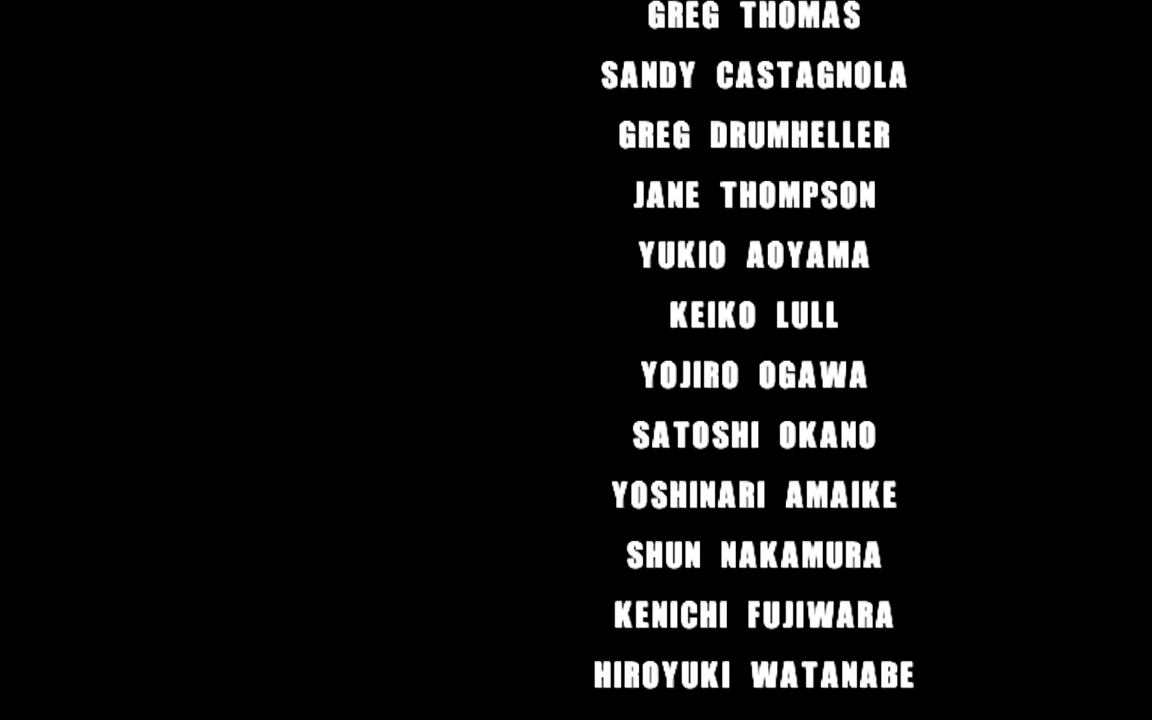 GREG THOMAS
SANDY CASTAGNOLA
GREG DRUMHELLER
JANE THOMPSON
YUKIO AOYAMA
KEIKO LULL
YOJIRO OGAWA
SATOSHI OKANO
YOSHINARI AMAIKE
SHUN NAKAMURA
KENICHI FUJIWARA
HIROYUKI WATANABE